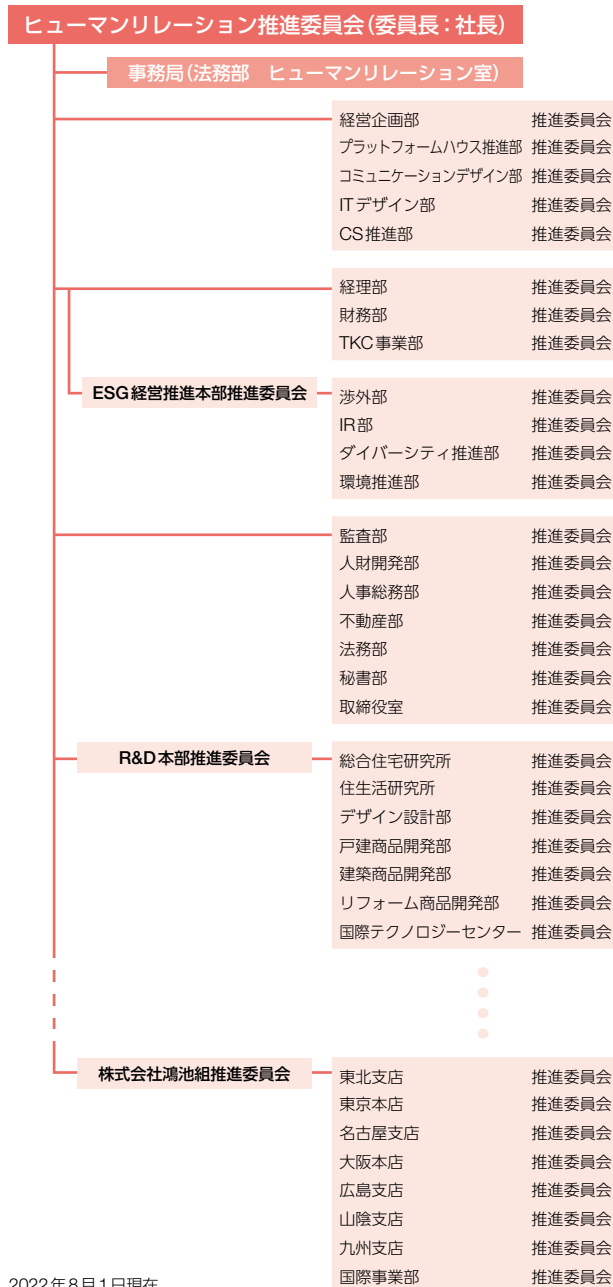 ヒューマンリレーション推進委員会(委員長:社長)
事務局(法務部　ヒューマンリレーション室)
経営企画部 推進委員会
プラットフォームハウス推進部 推進委員会
コミュニケーションデザイン部 推進委員会
ITデザイン部 推進委員会
CS推進部 推進委員会
経理部 推進委員会
財務部 推進委員会
TKC事業部 推進委員会
ESG経営推進本部推進委員会
渉外部 推進委員会
IR部 推進委員会
ダイバーシティ推進部 推進委員会
環境推進部 推進委員会
監査部 推進委員会
人財開発部 推進委員会
人事総務部 推進委員会
不動産部 推進委員会
法務部 推進委員会
秘書部 推進委員会
取締役室 推進委員会
R&D本部推進委員会
総合住宅研究所 推進委員会
住生活研究所 推進委員会
デザイン設計部 推進委員会
戸建商品開発部 推進委員会
建築商品開発部 推進委員会
リフォーム商品開発部 推進委員会
国際テクノロジーセンター 推進委員会
株式会社鴻池組推進委員会
東北支店 推進委員会
東京本店 推進委員会
名古屋支店 推進委員会
大阪本店 推進委員会
広島支店 推進委員会
山陰支店 推進委員会
九州支店 推進委員会
国際事業部 推進委員会
2022年8月1日現在